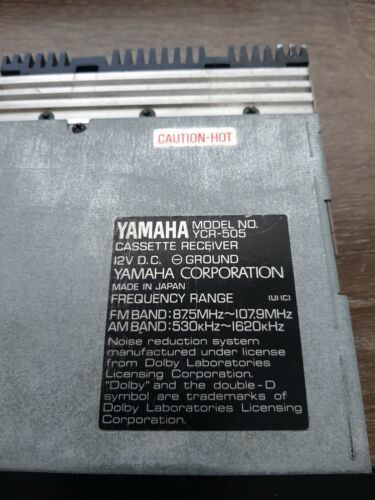 CAUTION-HOT
YAMAHA MODEL NO. YCR-505
CASSETTE RECEIVER
12V D.C. ⊖ GROUND
YAMAHA CORPORATION
MADE IN JAPAN
FREQUENCY RANGE (U) (C)
FM BAND: 87.5MHz~107.9MHz
AM BAND: 530kHz~1620kHz
Noise reduction system
manufactured under license
from Dolby Laboratories
Licensing Corporation.
"Dolby" and the double-D
symbol are trademarks of
Dolby Laboratories Licensing
Corporation.